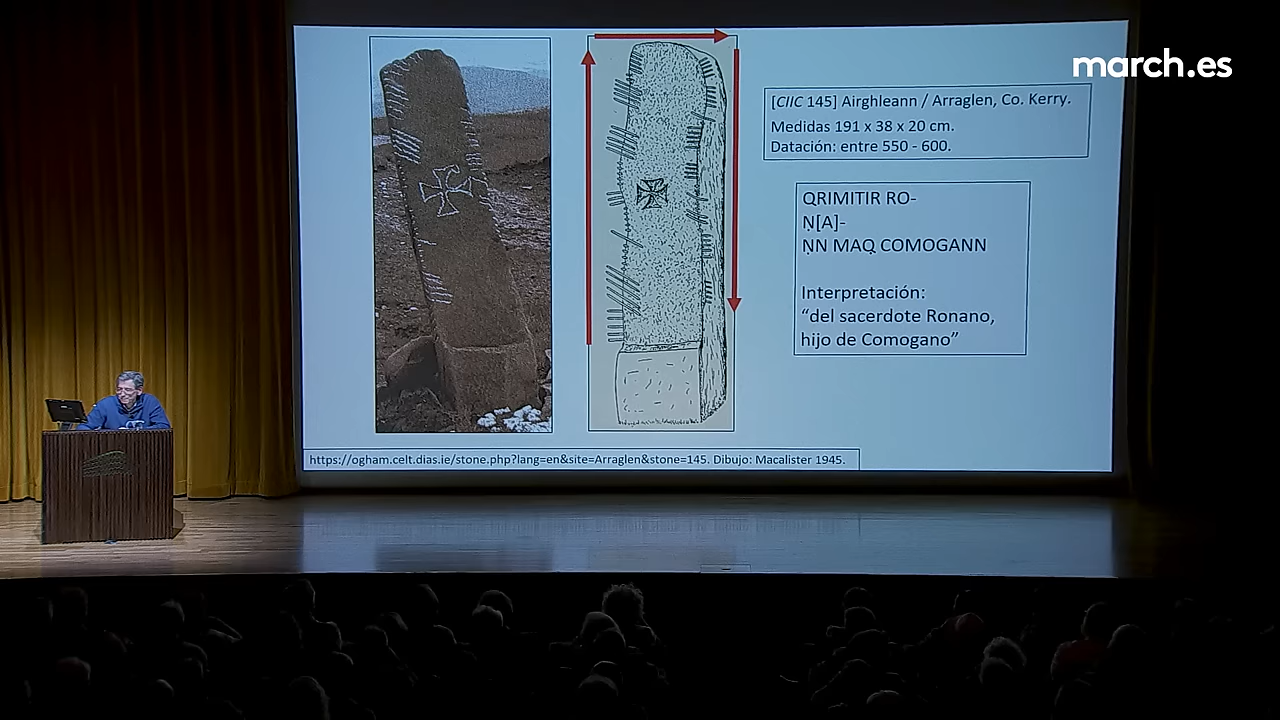 march.es
[CIIC 145] Airghleann / Arraglen, Co. Kerry.
Medidas 191 x 38 x 20 cm.
Datación: entre 550 - 600.
QRIMITIR RO-
Ṇ[A]-
ṆN MAQ̣ COMOGANN
Interpretación:
“del sacerdote Ronano,
hijo de Comogano”
https://ogham.celt.dias.ie/stone.php?lang=en&site=Arraglen&stone=145. Dibujo: Macalister 1945.